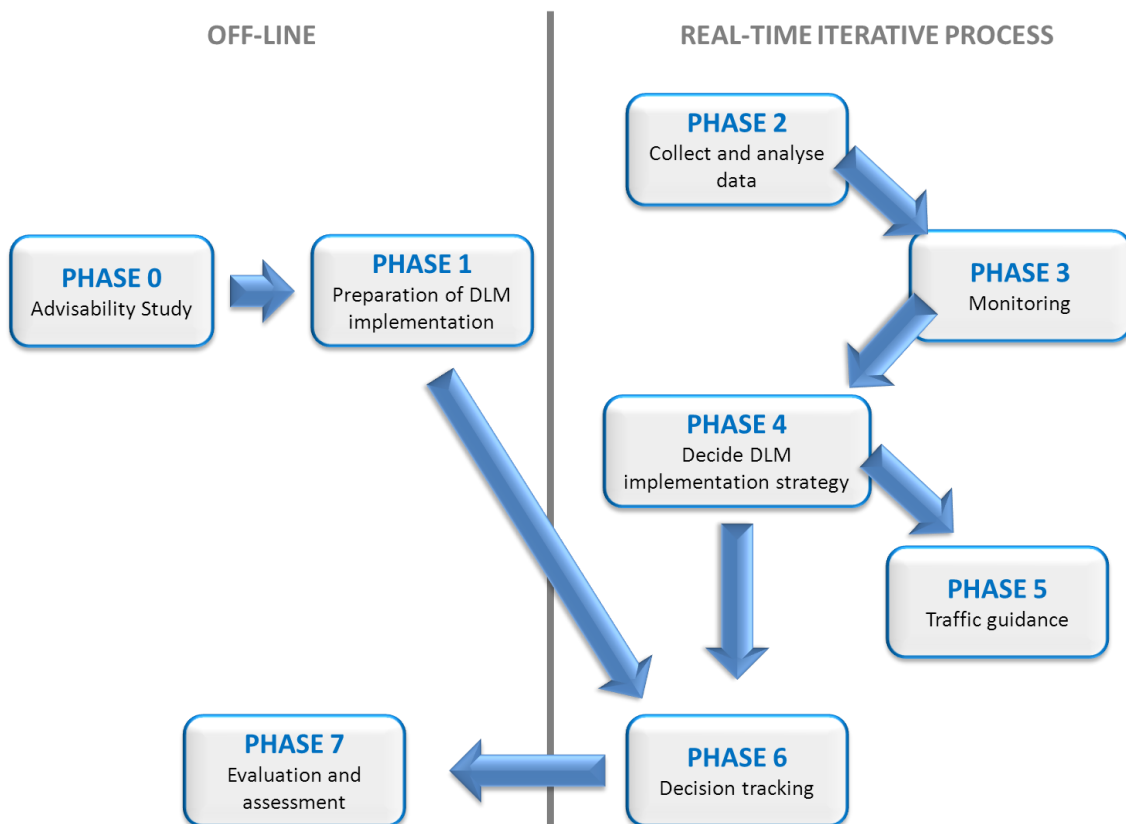 OFF-LINE
REAL-TIME ITERATIVE PROCESS
PHASE 2
Collect and analyse
data
PHASE 0
Advisability Study
PHASE 1
Preparation of DLM
implementation
PHASE 3
Monitoring
PHASE 4
Decide DLM
implementation strategy
PHASE 5
Traffic guidance
PHASE 7
Evaluation and
assessment
PHASE 6
Decision tracking